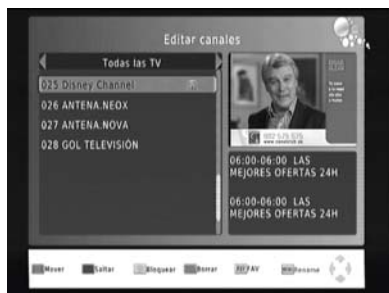 Editar canales
Todas las TV
025 Disney Channel
026 ANTENA.NEOX
027 ANTENA.NOVA
028 GOL TELEVISIÓN
06:00-06:00 LAS
MEJORES OFERTAS 24H
06:00-06:00 LAS
MEJORES OFERTAS 24H
Mover Saltar Bloquear Borrar FAV Rename